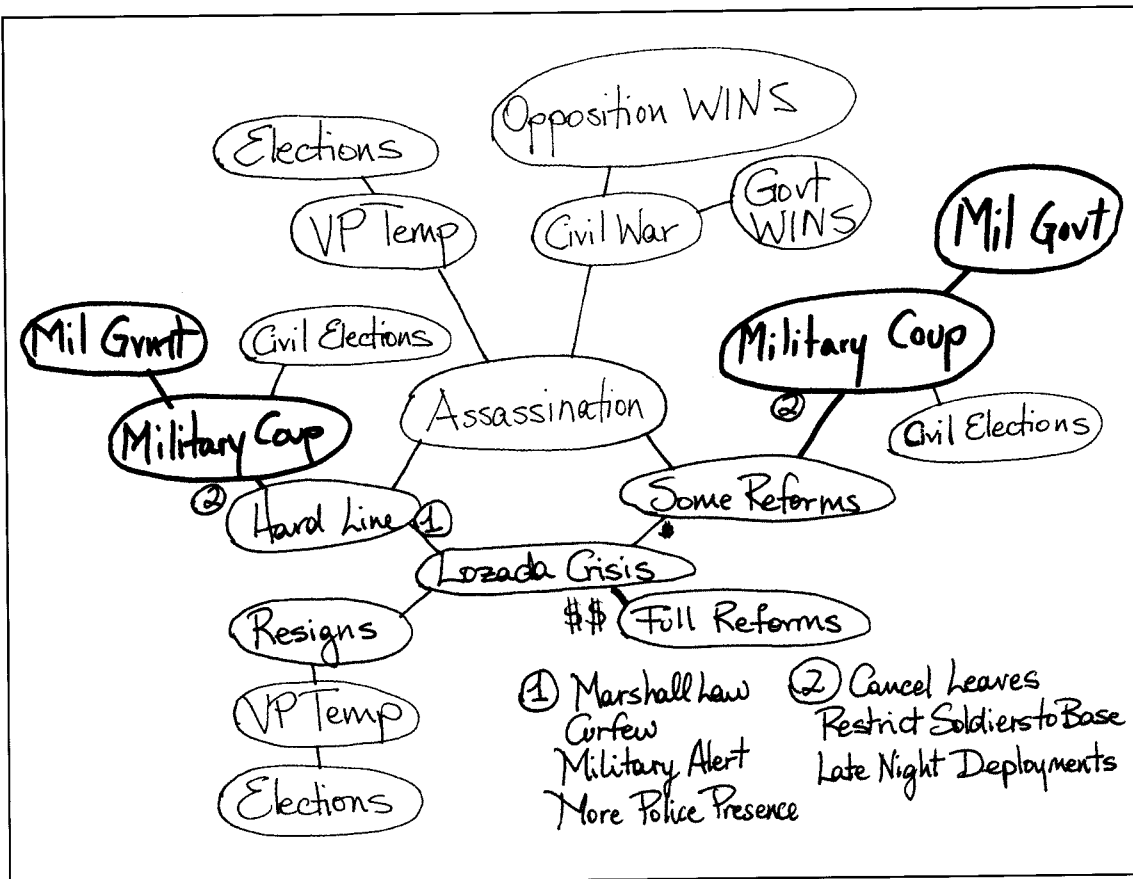 Opposition WINS
Elections
VP Temp
Civil War
Govt
WINS
Mil Govt
Mil Gvmt
Civil Elections
Military Coup
2
Assassination
Military Coup
2
Civil Elections
Hard Line
1
Some Reforms
$
Lozada Crisis
$$
Full Reforms
Resigns
VP Temp
Elections
1 Marshall Law
Curfew
Military Alert
More Police Presence
2 Cancel Leaves
Restrict Soldiers to Base
Late Night Deployments